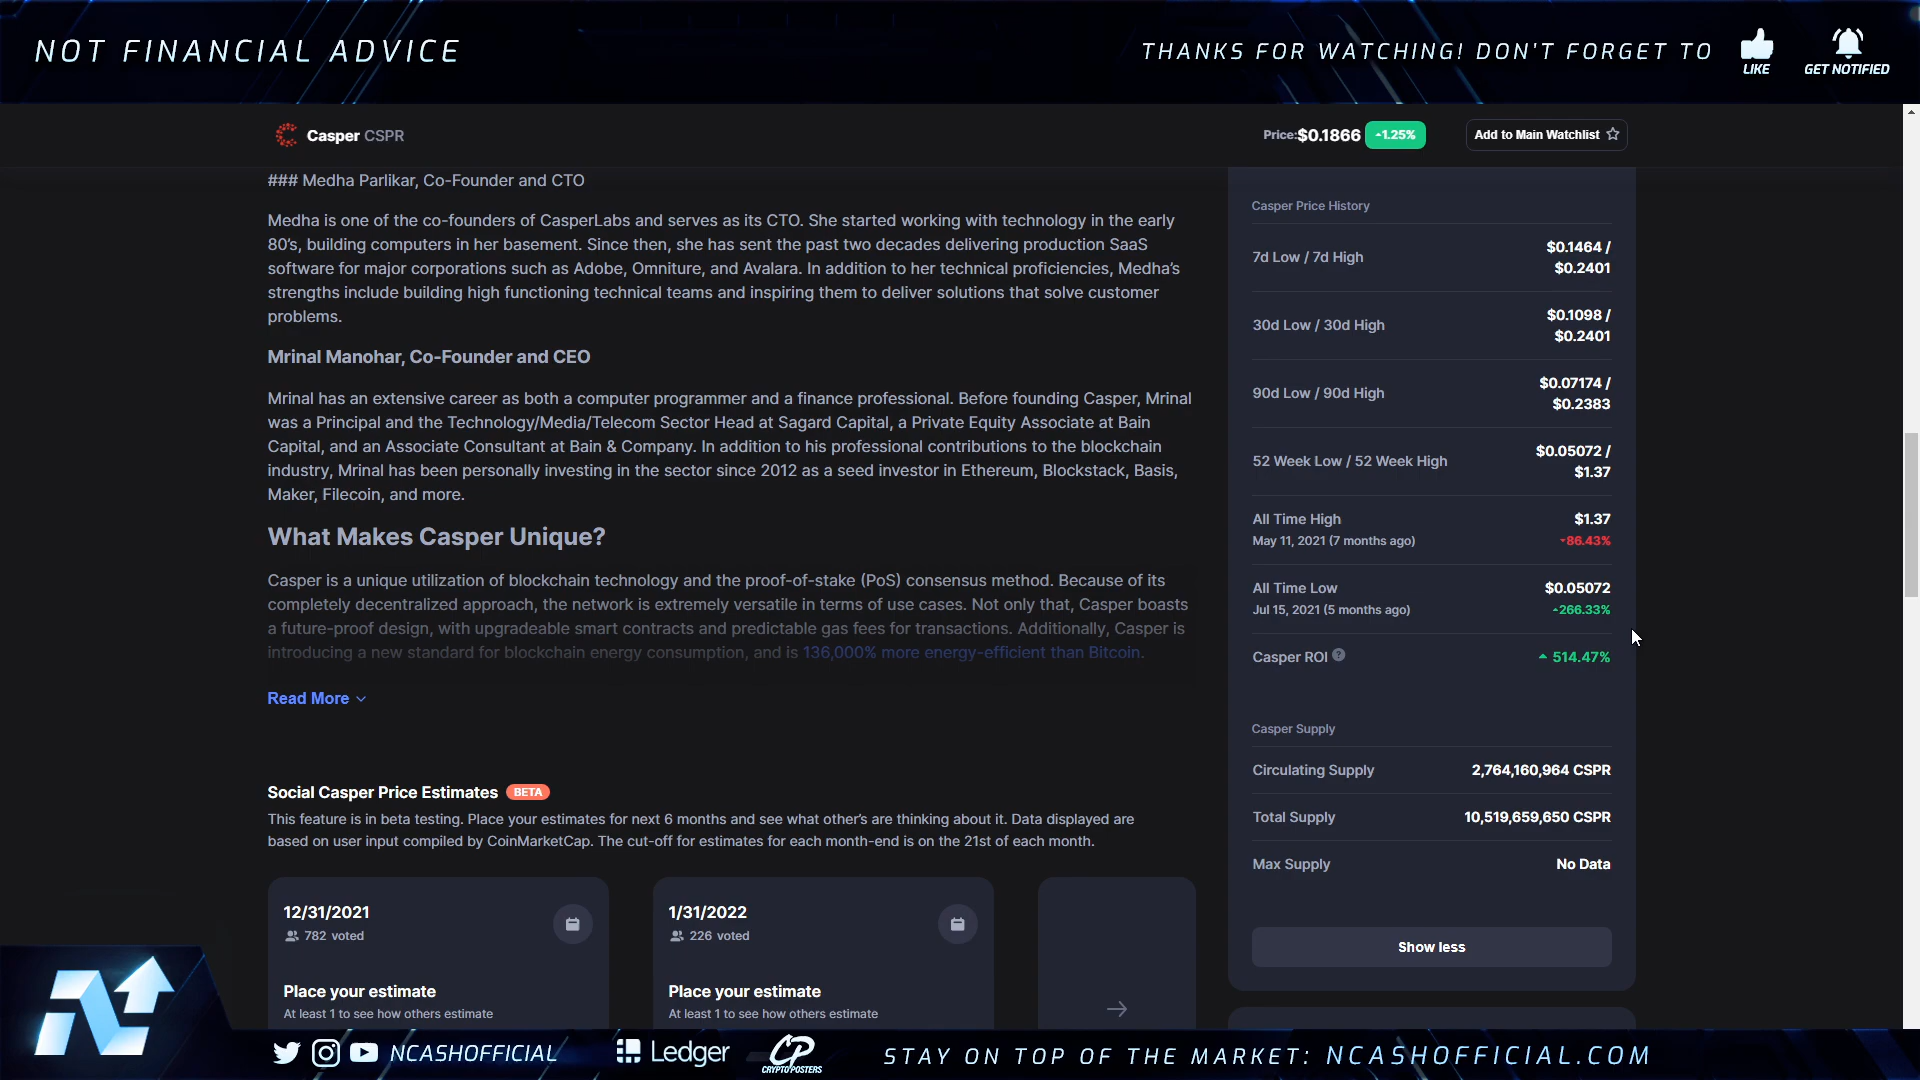 NOT FINANCIAL ADVICE
THANKS FOR WATCHING! DON'T FORGET TO
LIKE
GET NOTIFIED
Casper CSPR
Price:$0.1866 1.25%
Add to Main Watchlist
### Medha Parlikar, Co-Founder and CTO
Medha is one of the co-founders of CasperLabs and serves as its CTO. She started working with technology in the early
80's, building computers in her basement. Since then, she has sent the past two decades delivering production SaaS
software for major corporations such as Adobe, Omniture, and Avalara. In addition to her technical proficiencies, Medha's
strengths include building high functioning technical teams and inspiring them to deliver solutions that solve customer
problems.
Mrinal Manohar, Co-Founder and CEO
Mrinal has an extensive career as both a computer programmer and a finance professional. Before founding Casper, Mrinal
was a Principal and the Technology/Media/Telecom Sector Head at Sagard Capital, a Private Equity Associate at Bain
Capital, and an Associate Consultant at Bain & Company. In addition to his professional contributions to the blockchain
industry, Mrinal has been personally investing in the sector since 2012 as a seed investor in Ethereum, Blockstack, Basis,
Maker, Filecoin, and more.
What Makes Casper Unique?
Casper is a unique utilization of blockchain technology and the proof-of-stake (PoS) consensus method. Because of its
completely decentralized approach, the network is extremely versatile in terms of use cases. Not only that, Casper boasts
a future-proof design, with upgradeable smart contracts and predictable gas fees for transactions. Additionally, Casper is
introducing a new standard for blockchain energy consumption, and is 136,000% more energy-efficient than Bitcoin.
Read More
Social Casper Price Estimates BETA
This feature is in beta testing. Place your estimates for next 6 months and see what other's are thinking about it. Data displayed are
based on user input compiled by CoinMarketCap. The cut-off for estimates for each month-end is on the 21st of each month.
12/31/2021
782 voted
Place your estimate
At least 1 to see how others estimate
1/31/2022
226 voted
Place your estimate
At least 1 to see how others estimate
Casper Price History
7d Low / 7d High
$0.1464 /
$0.2401
30d Low / 30d High
$0.1098 /
$0.2401
90d Low / 90d High
$0.07174 /
$0.2383
52 Week Low / 52 Week High
$0.05072 /
$1.37
All Time High
$1.37
May 11, 2021 (7 months ago)
86.43%
All Time Low
$0.05072
Jul 15, 2021 (5 months ago)
266.33%
Casper ROI ?
514.47%
Casper Supply
Circulating Supply
2,764,160,964 CSPR
Total Supply
10,519,659,650 CSPR
Max Supply
No Data
Show less
NCASHOFFICIAL
Ledger
CP
CRYPTOPOSTERS
STAY ON TOP OF THE MARKET: NCASHOFFICIAL.COM